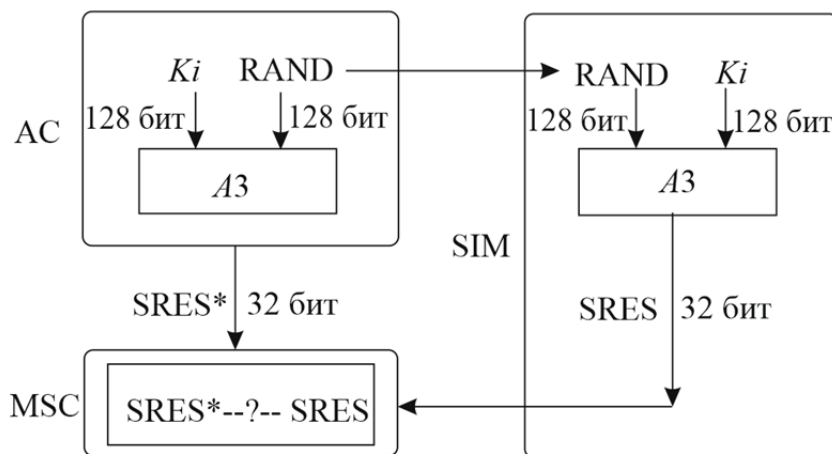 Ki RAND
RAND Ki
AC
128 бит 128 бит
128 бит 128 бит
A3
A3
SIM
SRES* 32 бит
SRES 32 бит
MSC
SRES*--?-- SRES